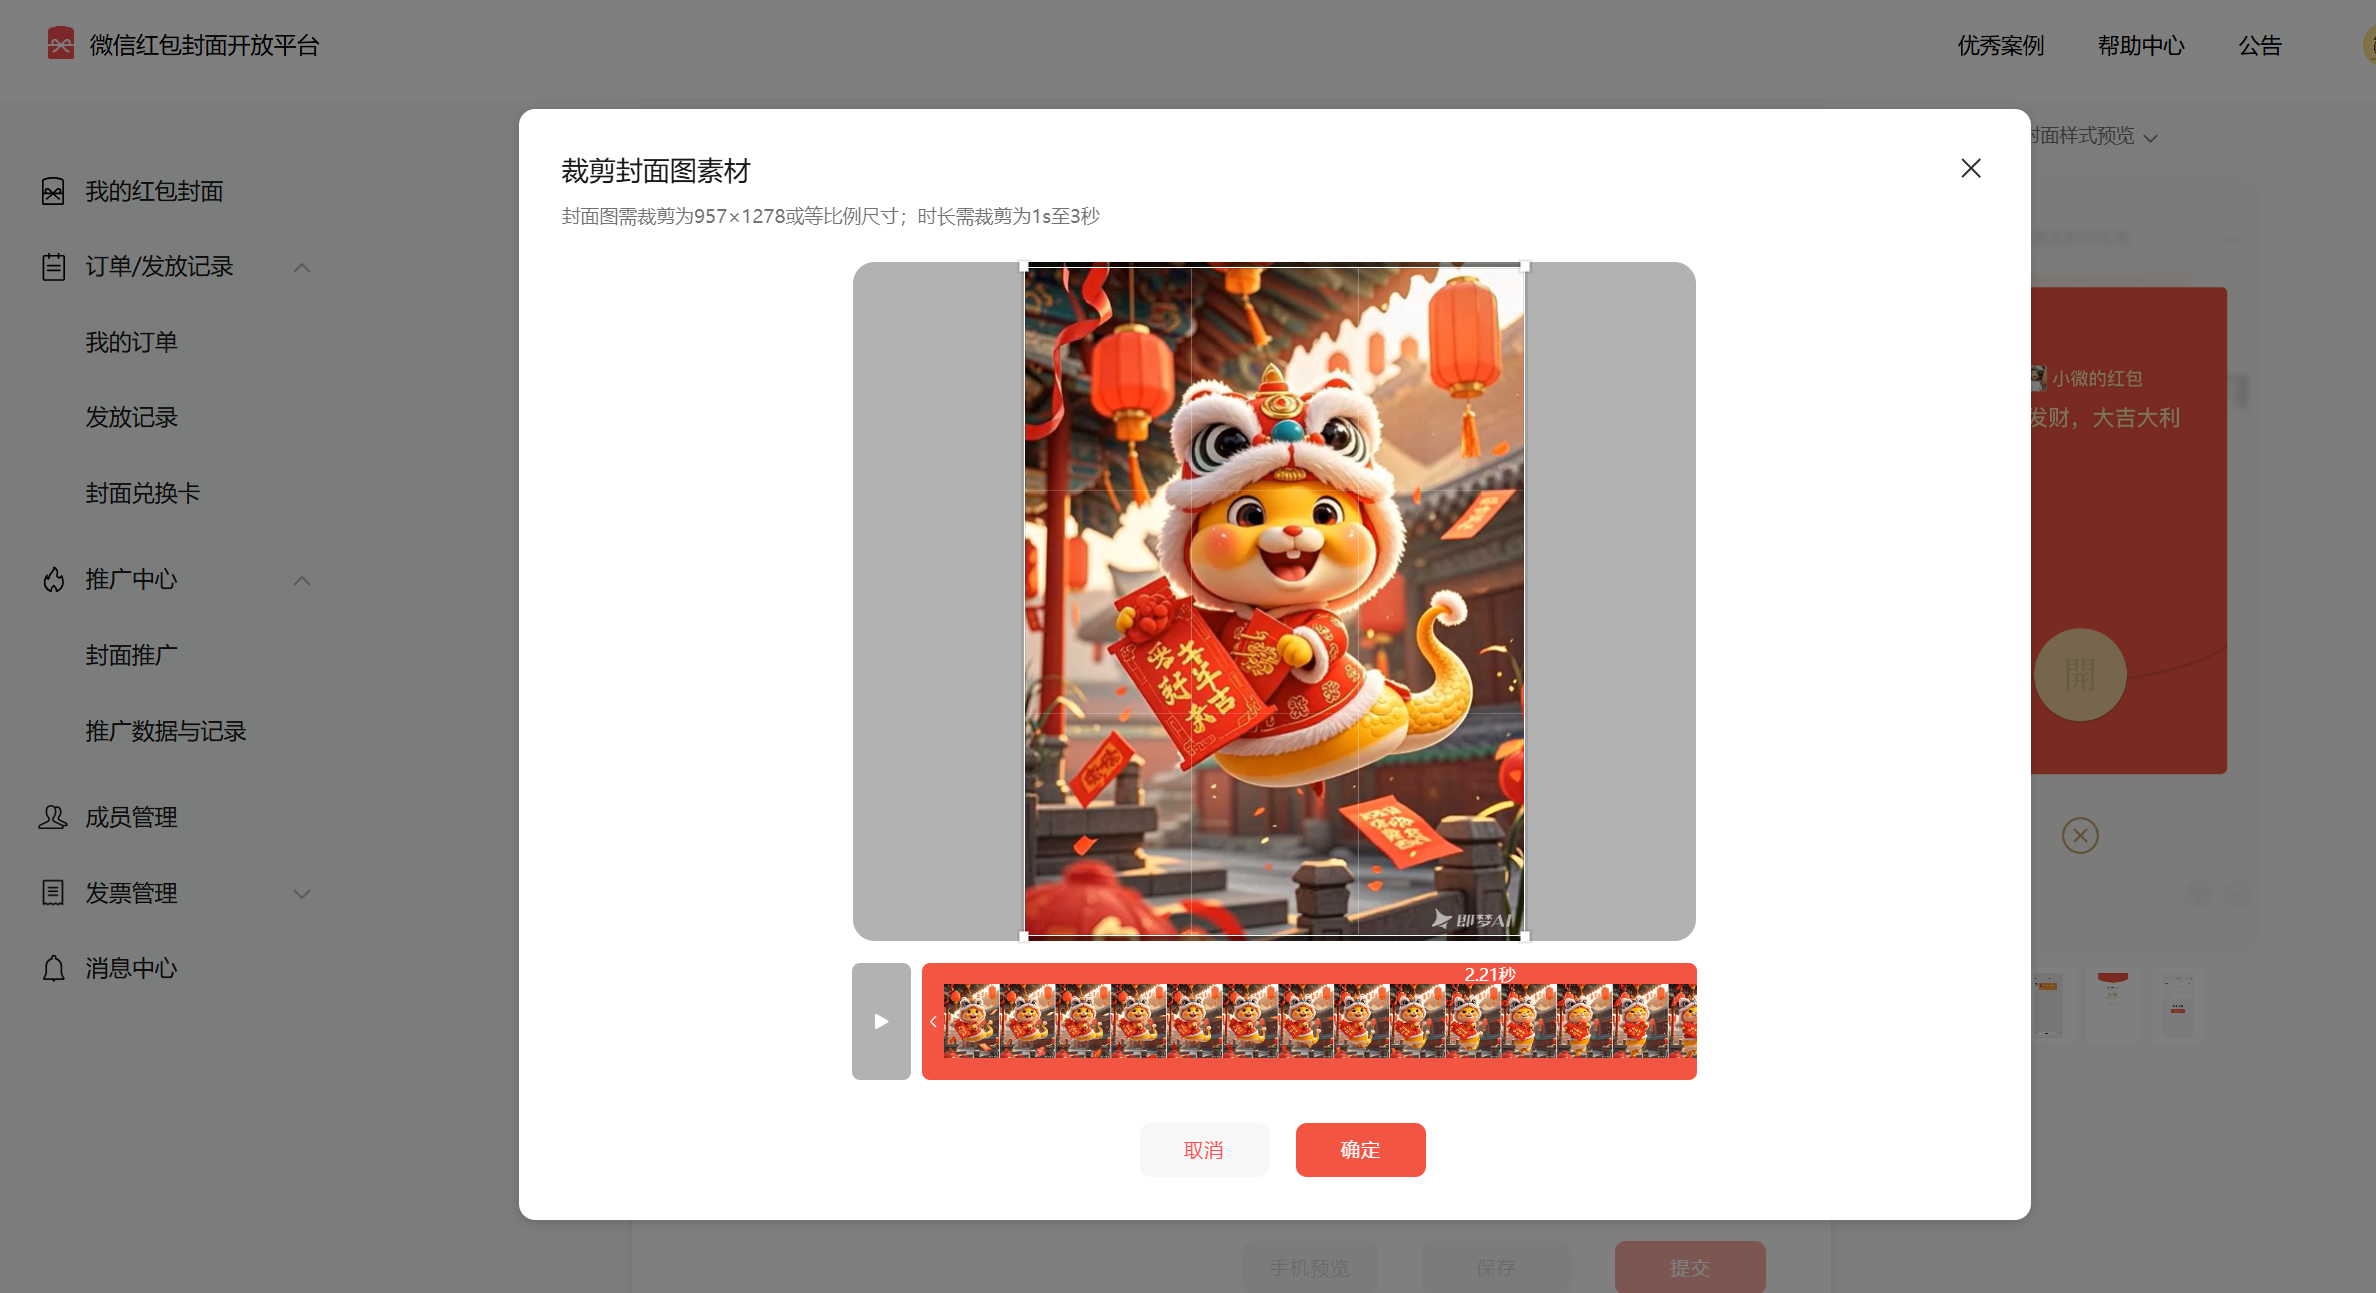 微信红包封面开放平台
优秀案例
帮助中心
公告
我的红包封面
订单/发放记录
我的订单
发放记录
封面兑换卡
推广中心
封面推广
推广数据与记录
成员管理
发票管理
消息中心
裁剪封面图素材
封面图需裁剪为957×1278或等比例尺寸；时长需裁剪为1s至3秒
即梦AI
2.21秒
取消
确定
封面样式预览
小微的红包
发财，大吉大利
開
手机预览
保存
提交